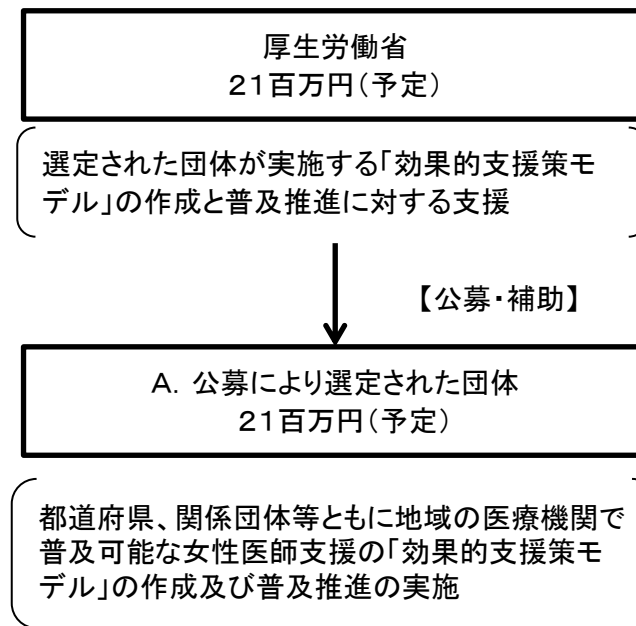 厚生労働省
21百万円(予定)
選定された団体が実施する「効果的支援策モ
デル」の作成と普及推進に対する支援
【公募・補助】
A. 公募により選定された団体
21百万円(予定)
都道府県、関係団体等ともに地域の医療機関で
普及可能な女性医師支援の「効果的支援策モ
デル」の作成及び普及推進の実施